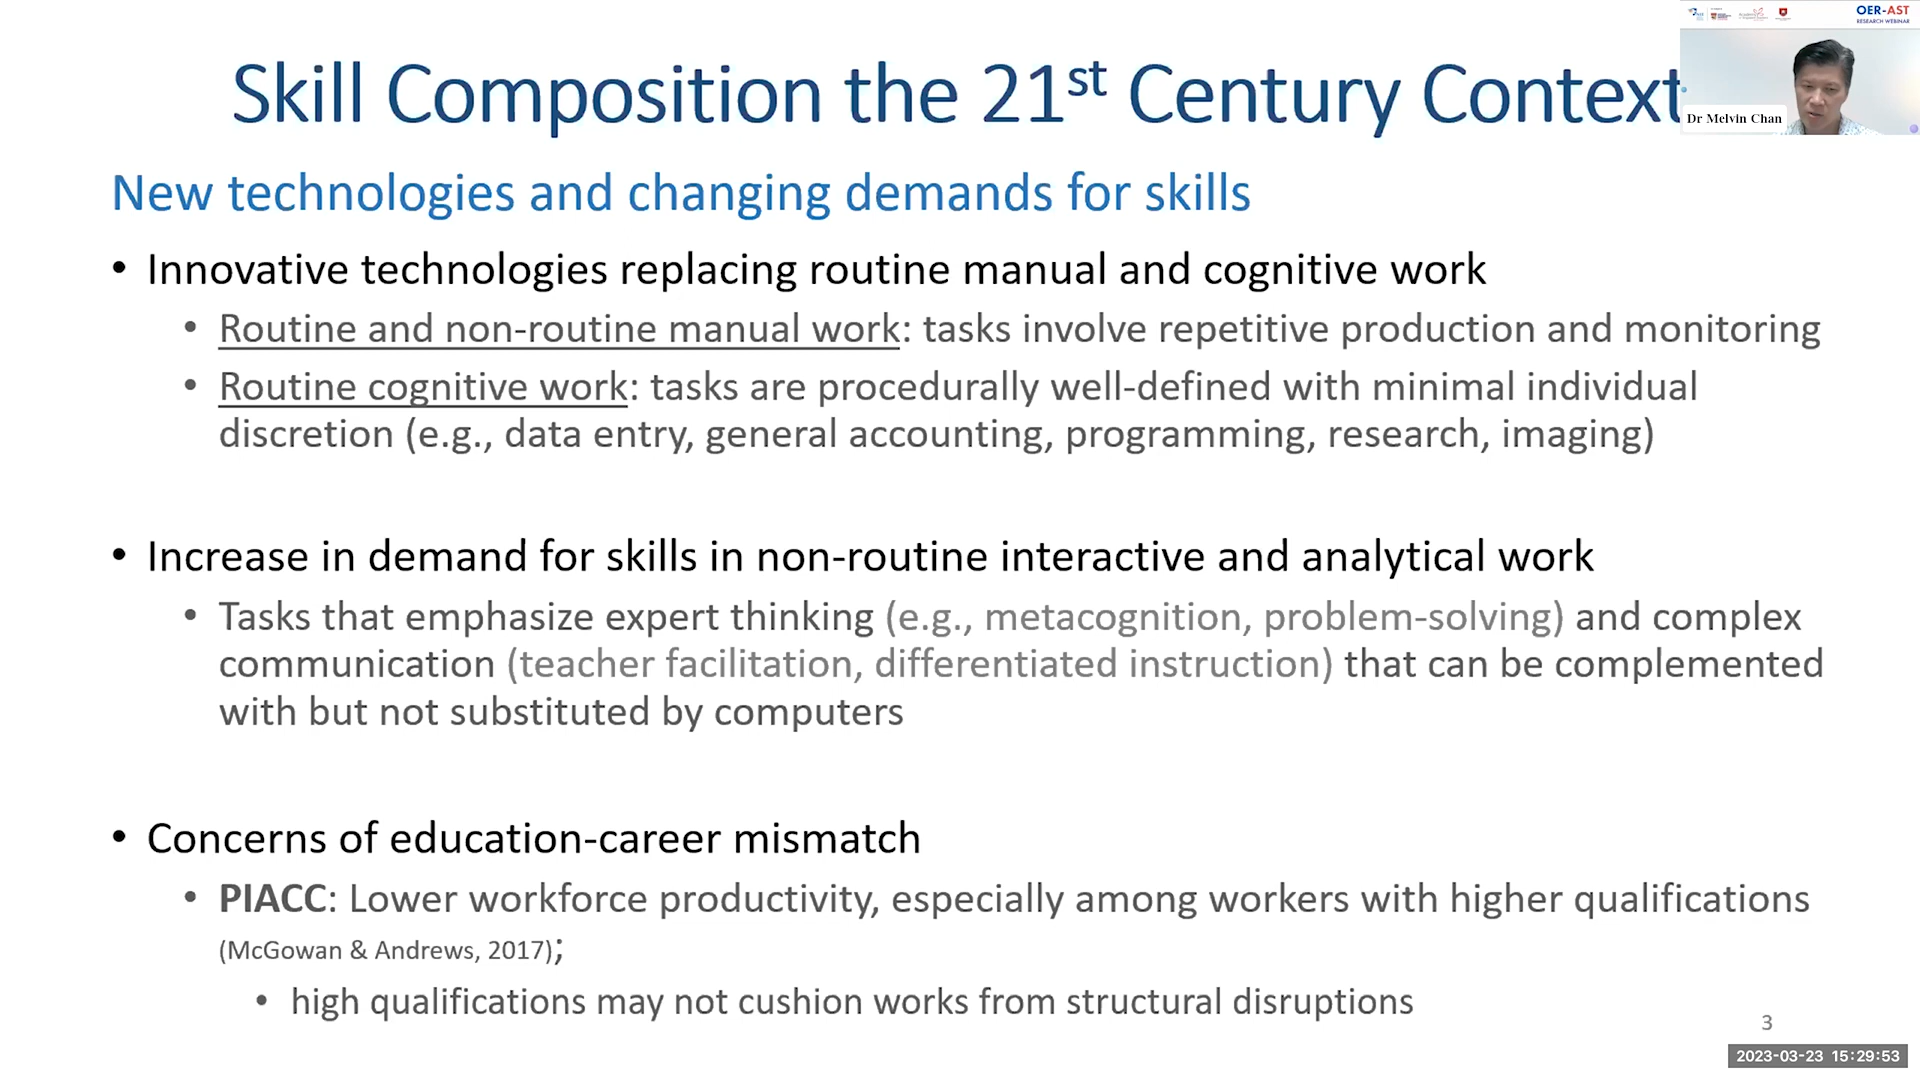 OER-AST
RESEARCH WEBINAR
Skill Composition the 21st Century Context
Dr Melvin Chan
New technologies and changing demands for skills
• Innovative technologies replacing routine manual and cognitive work
• Routine and non-routine manual work: tasks involve repetitive production and monitoring
• Routine cognitive work: tasks are procedurally well-defined with minimal individual
discretion (e.g., data entry, general accounting, programming, research, imaging)
• Increase in demand for skills in non-routine interactive and analytical work
• Tasks that emphasize expert thinking (e.g., metacognition, problem-solving) and complex
communication (teacher facilitation, differentiated instruction) that can be complemented
with but not substituted by computers
• Concerns of education-career mismatch
• PIACC: Lower workforce productivity, especially among workers with higher qualifications
(McGowan & Andrews, 2017);
• high qualifications may not cushion works from structural disruptions
3
2023-03-23 15:29:53